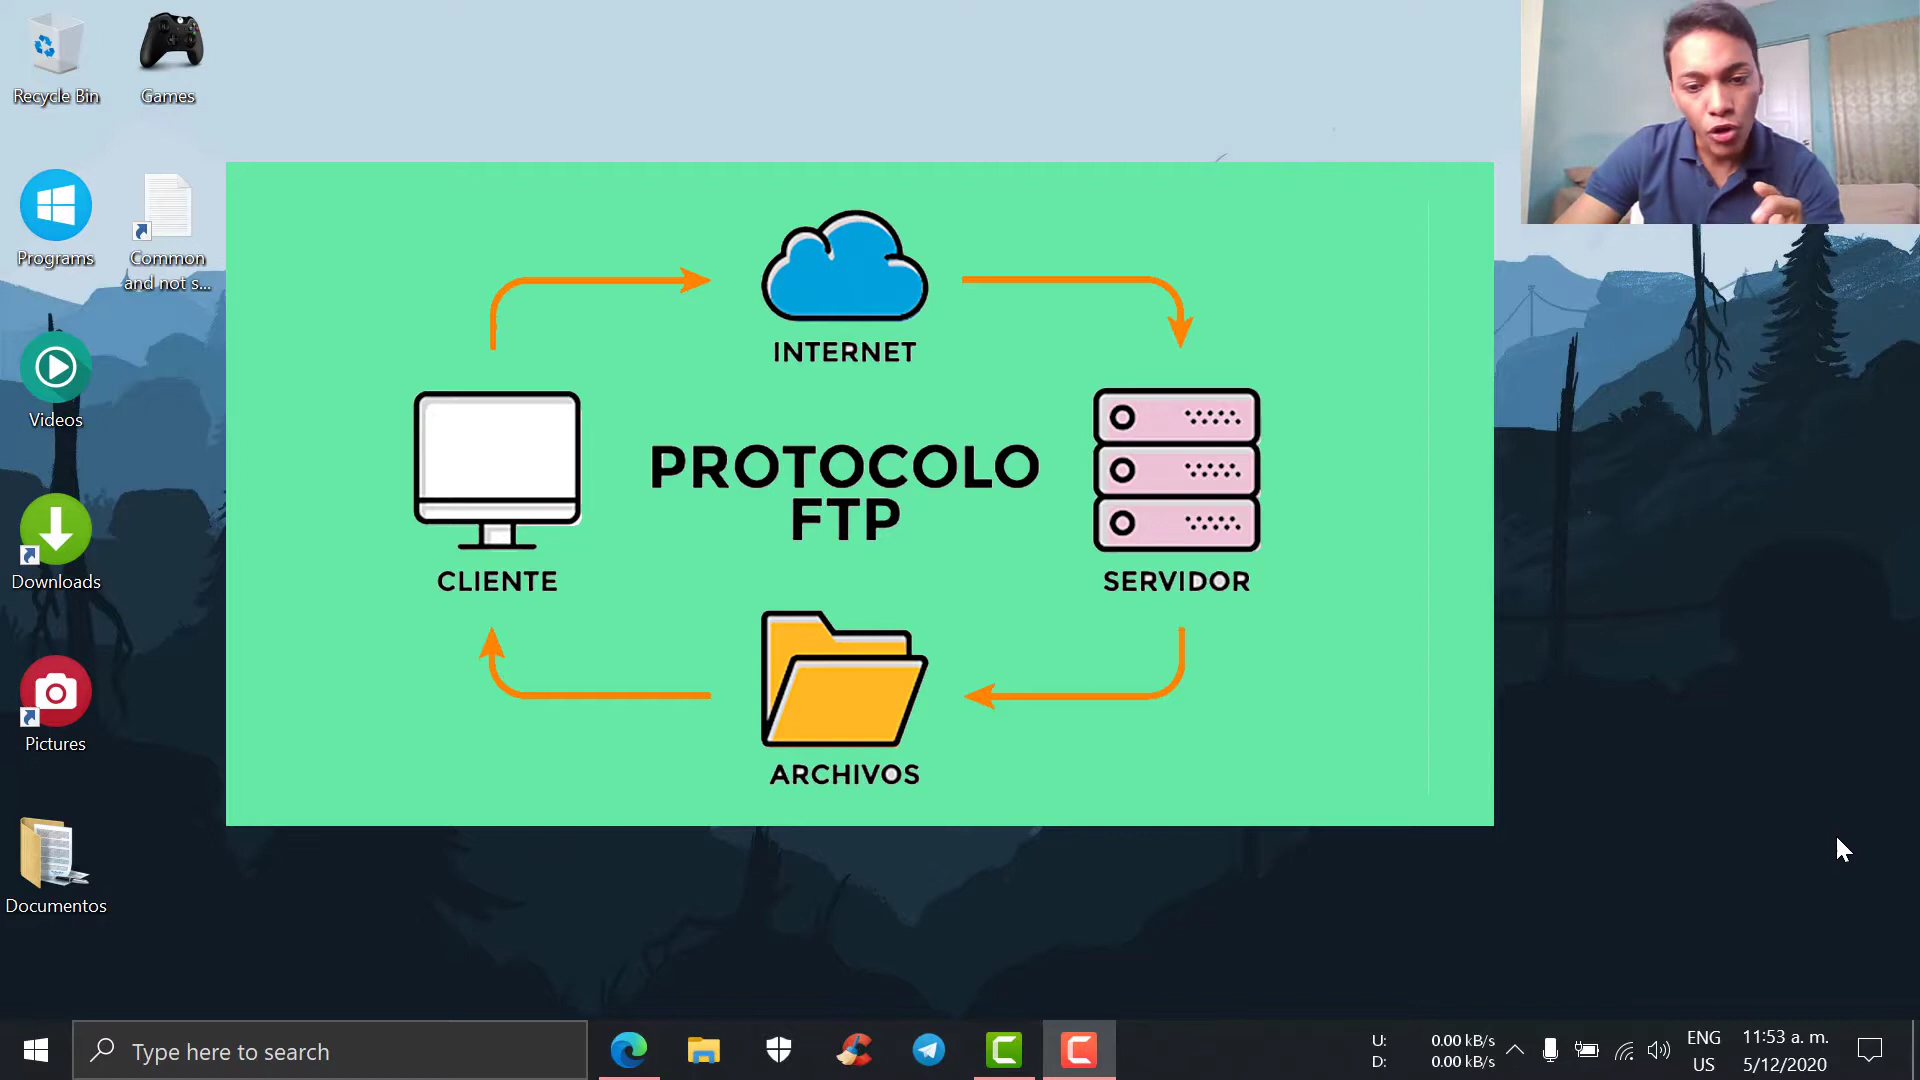 Recycle Bin
Games
Programs
Common
and not s...
Videos
Downloads
Pictures
Documentos
INTERNET
PROTOCOLO
FTP
CLIENTE
SERVIDOR
ARCHIVOS
Type here to search
U: 0.00 kB/s
D: 0.00 kB/s
ENG
US
11:53 a. m.
5/12/2020